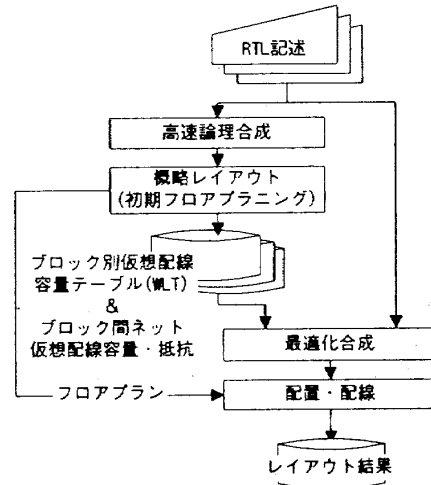 RTL記述
高速論理合成
概略レイアウト
(初期フロアプラニング)
ブロック別仮想配線
容量テーブル(WLT)
&
ブロック間ネット
仮想配線容量・抵抗
最適化合成
フロアプラン
配置・配線
レイアウト結果